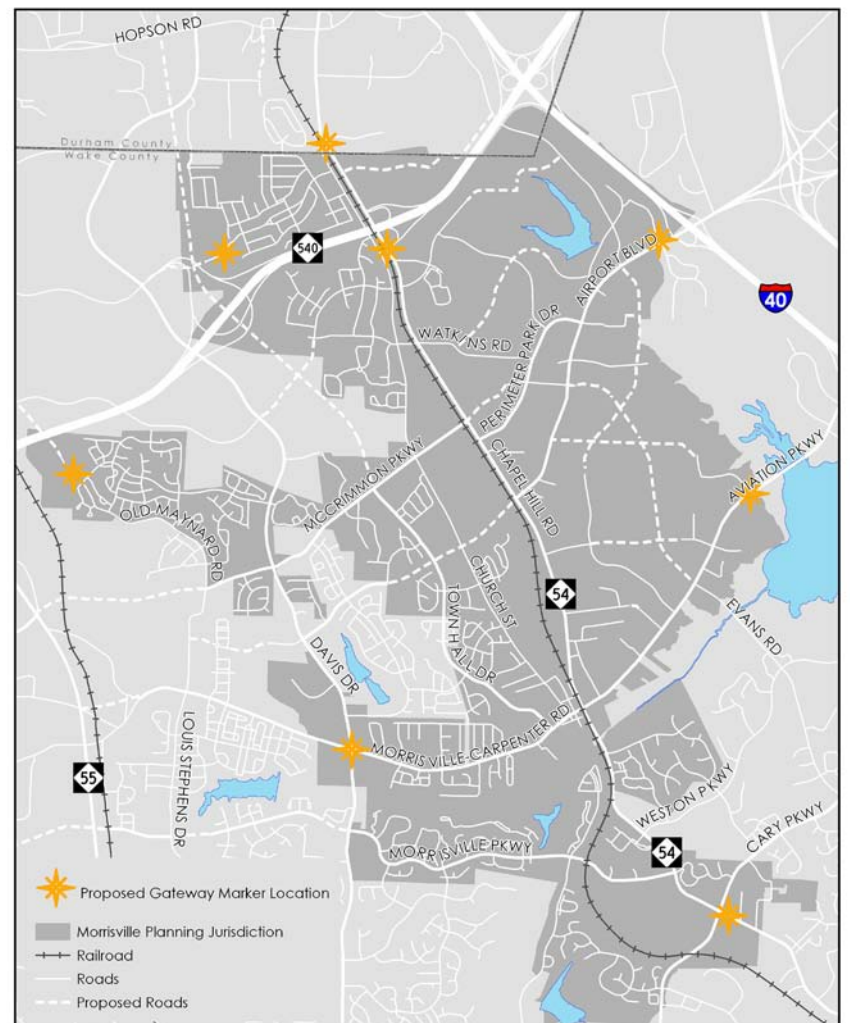 HOPSON RD
Durham County
Wake County
540
AIRPORT BLVD
40
WATKINS RD
PERIMETER PARK DR
MCCRIMMON PKWY
CHAPEL HILL RD
AVIATION PKWY
OLD MAYNARD RD
CHURCH ST
54
TOWN HALL DR
EVANS RD
DAVIS DR
LOUIS STEPHENS DR
MORRISVILLE-CARPENTER RD
55
WESTON PKWY
CARY PKWY
MORRISVILLE PKWY
54
Proposed Gateway Marker Location
Morrisville Planning Jurisdiction
Railroad
Roads
Proposed Roads